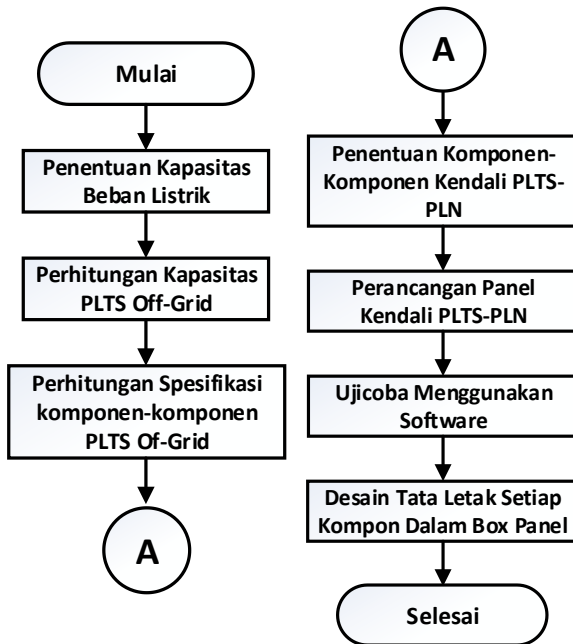 Mulai
Penentuan Kapasitas
Beban Listrik
Perhitungan Kapasitas
PLTS Off-Grid
Perhitungan Spesifikasi
komponen-komponen
PLTS Of-Grid
A
A
Penentuan Komponen-
Komponen Kendali PLTS-
PLN
Perancangan Panel
Kendali PLTS-PLN
Ujicoba Menggunakan
Software
Desain Tata Letak Setiap
Kompon Dalam Box Panel
Selesai